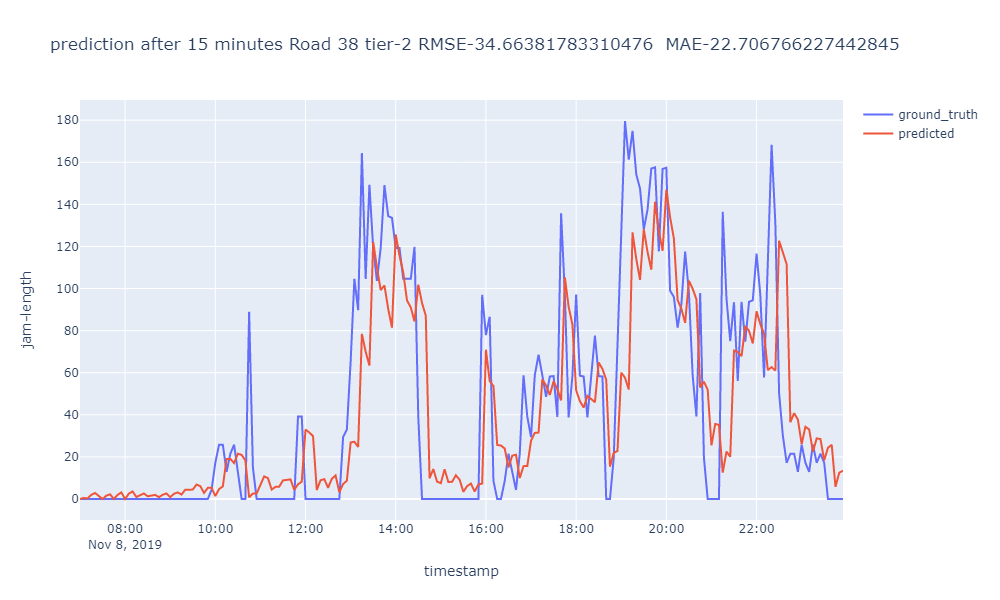 prediction after 15 minutes Road 38 tier-2 RMSE-34.66381783310476  MAE-22.706766227442845
ground_truth
predicted
jam-length
180
160
140
120
100
80
60
40
20
0
08:00 10:00 12:00 14:00 16:00 18:00 20:00 22:00
Nov 8, 2019
timestamp